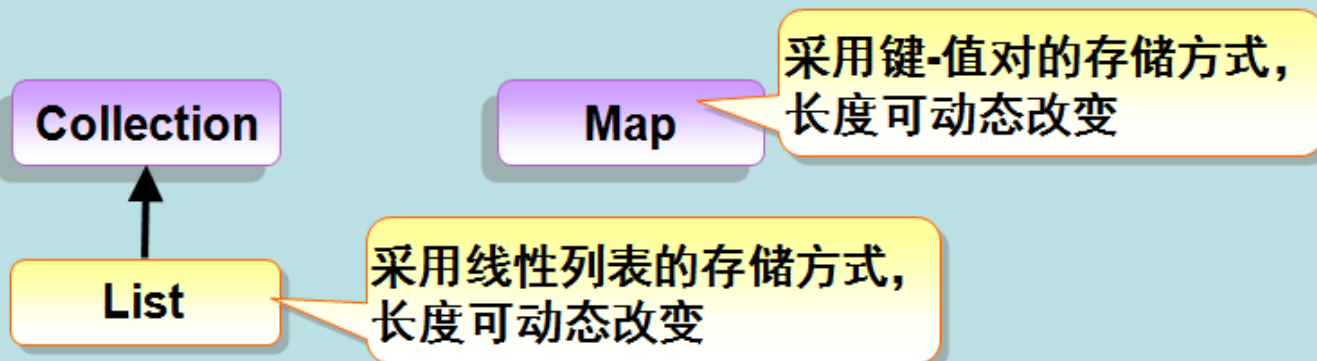 采用键-值对的存储方式，
长度可动态改变
Collection
Map
采用线性列表的存储方式，
长度可动态改变
List